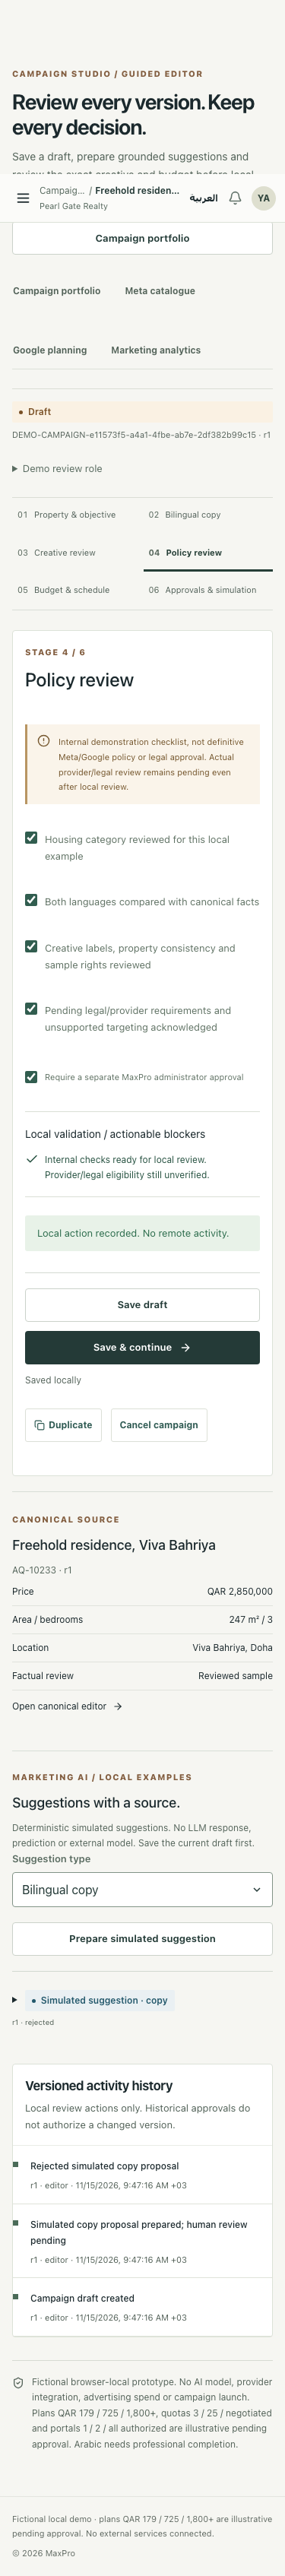 CAMPAIGN STUDIO / GUIDED EDITOR
Review every version. Keep
every decision.
Save a draft, prepare grounded suggestions and
Campaig... / Freehold residen...
Pearl Gate Realty
العربية
YA
Campaign portfolio
Campaign portfolio
Meta catalogue
Google planning
Marketing analytics
Draft
DEMO-CAMPAIGN-e11573f5-a4a1-4fbe-ab7e-2df382b99c15 · r1
Demo review role
01 Property & objective
02 Bilingual copy
03 Creative review
04 Policy review
05 Budget & schedule
06 Approvals & simulation
STAGE 4 / 6
Policy review
Internal demonstration checklist, not definitive
Meta/Google policy or legal approval. Actual
provider/legal review remains pending even
after local review.
Housing category reviewed for this local
example
Both languages compared with canonical facts
Creative labels, property consistency and
sample rights reviewed
Pending legal/provider requirements and
unsupported targeting acknowledged
Require a separate MaxPro administrator approval
Local validation / actionable blockers
Internal checks ready for local review.
Provider/legal eligibility still unverified.
Local action recorded. No remote activity.
Save draft
Save & continue
Saved locally
Duplicate
Cancel campaign
CANONICAL SOURCE
Freehold residence, Viva Bahriya
AQ-10233 · r1
Price QAR 2,850,000
Area / bedrooms 247 m² / 3
Location Viva Bahriya, Doha
Factual review Reviewed sample
Open canonical editor
MARKETING AI / LOCAL EXAMPLES
Suggestions with a source.
Deterministic simulated suggestions. No LLM response,
prediction or external model. Save the current draft first.
Suggestion type
Bilingual copy
Prepare simulated suggestion
Simulated suggestion · copy
r1 · rejected
Versioned activity history
Local review actions only. Historical approvals do
not authorize a changed version.
Rejected simulated copy proposal
r1 · editor · 11/15/2026, 9:47:16 AM +03
Simulated copy proposal prepared; human review
pending
r1 · editor · 11/15/2026, 9:47:16 AM +03
Campaign draft created
r1 · editor · 11/15/2026, 9:47:16 AM +03
Fictional browser-local prototype. No AI model, provider
integration, advertising spend or campaign launch.
Plans QAR 179 / 725 / 1,800+, quotas 3 / 25 / negotiated
and portals 1 / 2 / all authorized are illustrative pending
approval. Arabic needs professional completion.
Fictional local demo · plans QAR 179 / 725 / 1,800+ are illustrative
pending approval. No external services connected.
© 2026 MaxPro